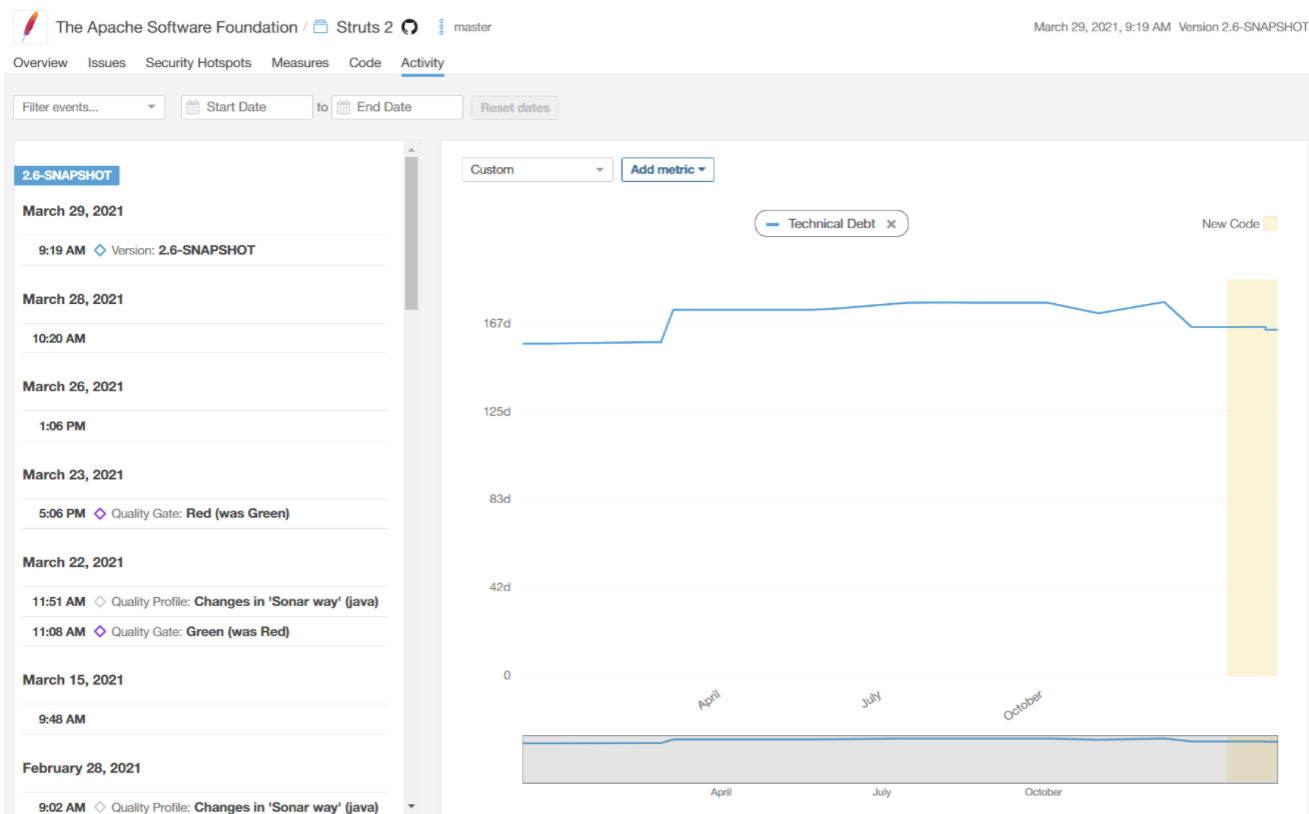 The Apache Software Foundation / Struts 2 master
March 29, 2021, 9:19 AM Version 2.6-SNAPSHOT
Overview Issues Security Hotspots Measures Code Activity
Filter events... Start Date to End Date Reset dates
2.6-SNAPSHOT
March 29, 2021
9:19 AM Version: 2.6-SNAPSHOT
March 28, 2021
10:20 AM
March 26, 2021
1:06 PM
March 23, 2021
5:06 PM Quality Gate: Red (was Green)
March 22, 2021
11:51 AM Quality Profile: Changes in 'Sonar way' (java)
11:08 AM Quality Gate: Green (was Red)
March 15, 2021
9:48 AM
February 28, 2021
9:02 AM Quality Profile: Changes in 'Sonar way' (java)
Custom Add metric
Technical Debt
New Code
167d
125d
83d
42d
0
April July October
April July October